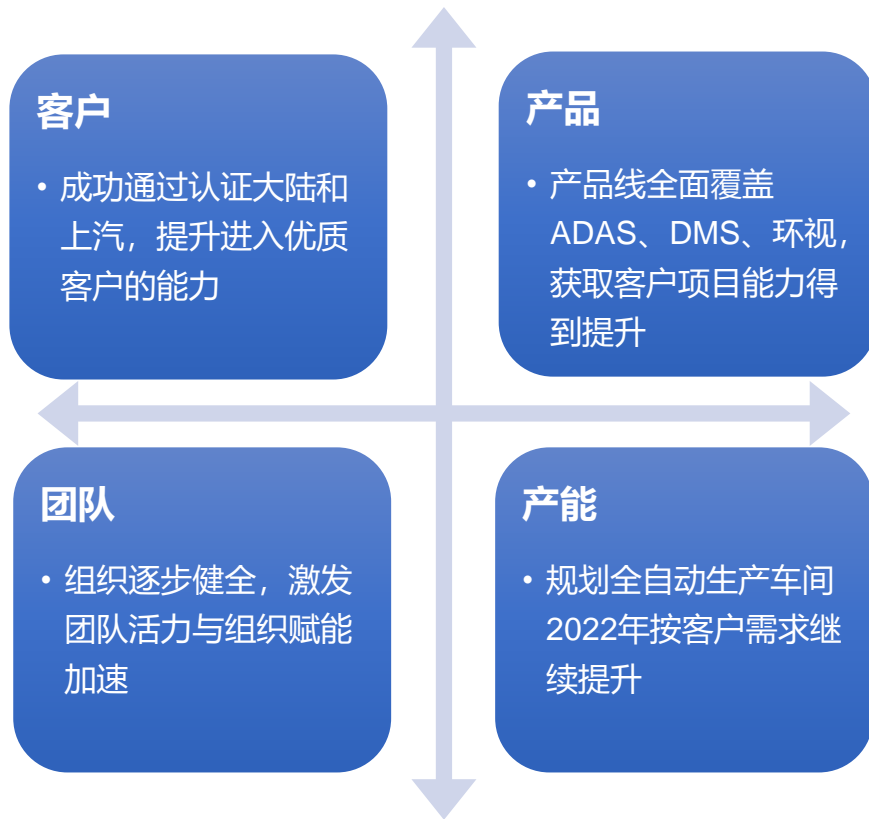 客户
• 成功通过认证大陆和
上汽，提升进入优质
客户的能力
产品
• 产品线全面覆盖
ADAS、DMS、环视，
获取客户项目能力得
到提升
团队
• 组织逐步健全，激发
团队活力与组织赋能
加速
产能
• 规划全自动生产车间
2022年按客户需求继
续提升